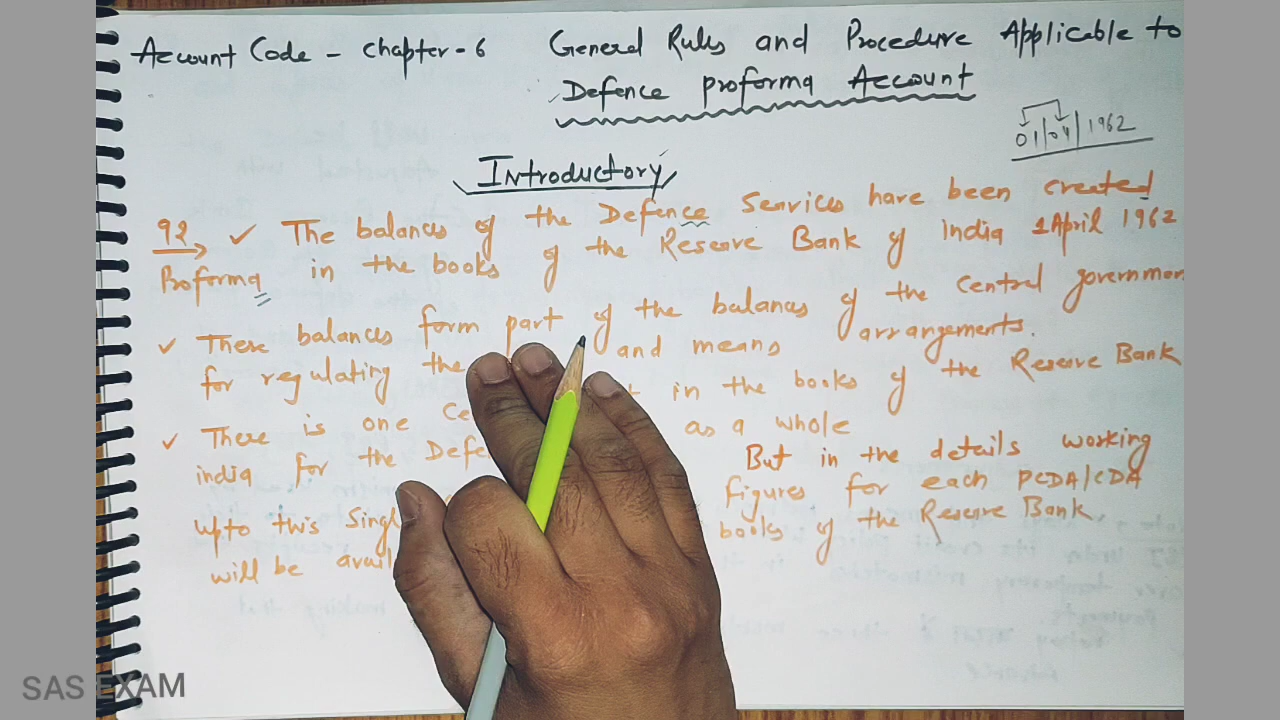 Account Code - Chapter-6 General Rules and Procedure Applicable to
Defence proforma Account
01/04/1962
Introductory
92 ✓ The balances of the Defence Services have been created
Proforma in the books of the Reserve Bank of India 1 April 1962
✓ These balances form part of the balances of the Central governmen
for regulating the and means arrangements.
✓ There is one in the books of the Reserve Bank
india for the as a whole
But in the details working
upto this figures for each PCDA/CDA
will be books of the Reserve Bank
SAS EXAM